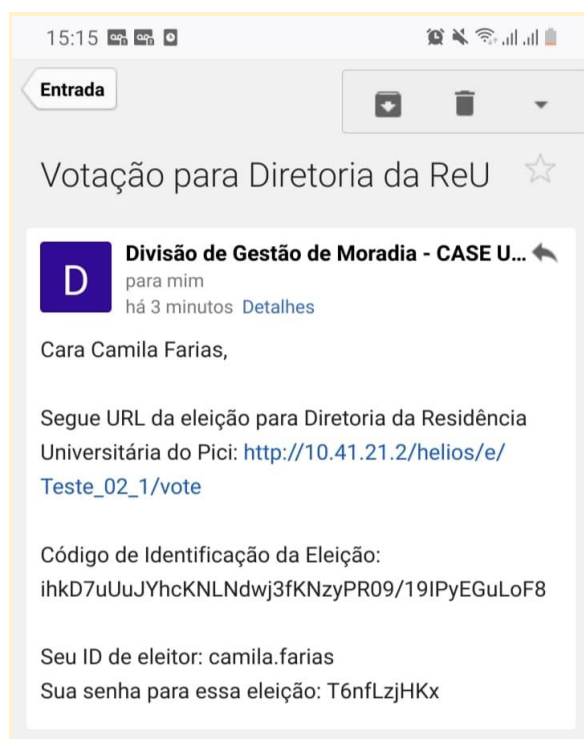 15:15
Entrada
Votação para Diretoria da ReU
D
Divisão de Gestão de Moradia - CASE U...
para mim
há 3 minutos Detalhes
Cara Camila Farias,
Segue URL da eleição para Diretoria da Residência
Universitária do Pici: http://10.41.21.2/helios/e/
Teste_02_1/vote
Código de Identificação da Eleição:
ihkD7uUuJYhcKNLNdwj3fKNzyPR09/19IPyEGuLoF8
Seu ID de eleitor: camila.farias
Sua senha para essa eleição: T6nfLzjHKx